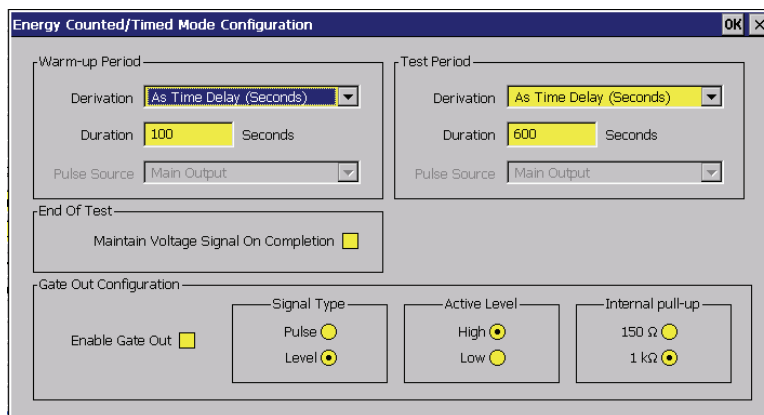 Energy Counted/Timed Mode Configuration OK
Warm-up Period
Derivation As Time Delay (Seconds)
Duration 100 Seconds
Pulse Source Main Output
Test Period
Derivation As Time Delay (Seconds)
Duration 600 Seconds
Pulse Source Main Output
End Of Test
Maintain Voltage Signal On Completion
Gate Out Configuration
Enable Gate Out
Signal Type
Pulse
Level
Active Level
High
Low
Internal pull-up
150 Ω
1 kΩ